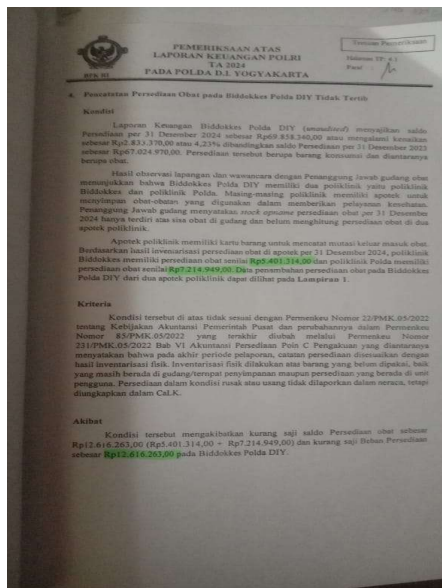 BPK RI
PEMERIKSAAN ATAS
LAPORAN KEUANGAN POLRI
TA 2024
PADA POLDA D.I. YOGYAKARTA
Temuan Pemeriksaan
Halaman TP: 4.1
Paraf :
4. Pencatatan Persediaan Obat pada Biddokkes Polda DIY Tidak Tertib
Kondisi
Laporan Keuangan Biddokkes Polda DIY (unaudited) menyajikan saldo
Persediaan per 31 Desember 2024 sebesar Rp69.858.340,00 atau mengalami kenaikan
sebesar Rp2.833.370,00 atau 4,23% dibandingkan saldo Persediaan per 31 Desember 2023
sebesar Rp67.024.970,00. Persediaan tersebut berupa barang konsumsi dan diantaranya
berupa obat.
Hasil observasi lapangan dan wawancara dengan Penanggung Jawab gudang obat
menunjukkan bahwa Biddokkes Polda DIY memiliki dua poliklinik yaitu poliklinik
Biddokkes dan poliklinik Polda. Masing-masing poliklinik memiliki apotek untuk
menyimpan obat-obatan yang digunakan dalam memberikan pelayanan kesehatan.
Penanggung Jawab gudang menyatakan stock opname persediaan obat per 31 Desember
2024 hanya terdiri atas sisa obat di gudang dan belum menghitung persediaan obat di dua
apotek poliklinik.
Apotek poliklinik memiliki kartu barang untuk mencatat mutasi keluar masuk obat.
Berdasarkan hasil inventarisasi persediaan obat di apotek per 31 Desember 2024, poliklinik
Biddokkes memiliki persediaan obat senilai Rp5.401.314,00 dan poliklinik Polda memiliki
persediaan obat senilai Rp7.214.949,00. Data penambahan persediaan obat pada Biddokkes
Polda DIY dari dua apotek poliklinik dapat dilihat pada Lampiran 1.
Kriteria
Kondisi tersebut di atas tidak sesuai dengan Permenkeu Nomor 22/PMK.05/2022
tentang Kebijakan Akuntansi Pemerintah Pusat dan perubahannya dalam Permenkeu
Nomor 85/PMK.05/2022 yang terakhir diubah melalui Permenkeu Nomor
231/PMK.05/2022 Bab VI Akuntansi Persediaan Poin C Pengakuan yang diantaranya
menyatakan bahwa pada akhir periode pelaporan, catatan persediaan disesuaikan dengan
hasil inventarisasi fisik. Inventarisasi fisik dilakukan atas barang yang belum dipakai, baik
yang masih berada di gudang/tempat penyimpanan maupun persediaan yang berada di unit
pengguna. Persediaan dalam kondisi rusak atau usang tidak dilaporkan dalam neraca, tetapi
diungkapkan dalam CaLK.
Akibat
Kondisi tersebut mengakibatkan kurang saji saldo Persediaan obat sebesar
Rp12.616.263,00 (Rp5.401.314,00 + Rp7.214.949,00) dan kurang saji Beban Persediaan
sebesar Rp12.616.263,00 pada Biddokkes Polda DIY.